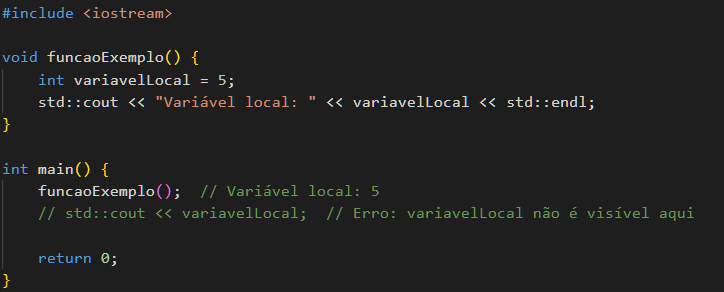 #include <iostream>
void funcaoExemplo() {
    int variavelLocal = 5;
    std::cout << "Variável local: " << variavelLocal << std::endl;
}
int main() {
    funcaoExemplo();  // Variável local: 5
    // std::cout << variavelLocal;  // Erro: variavelLocal não é visível aqui
    return 0;
}